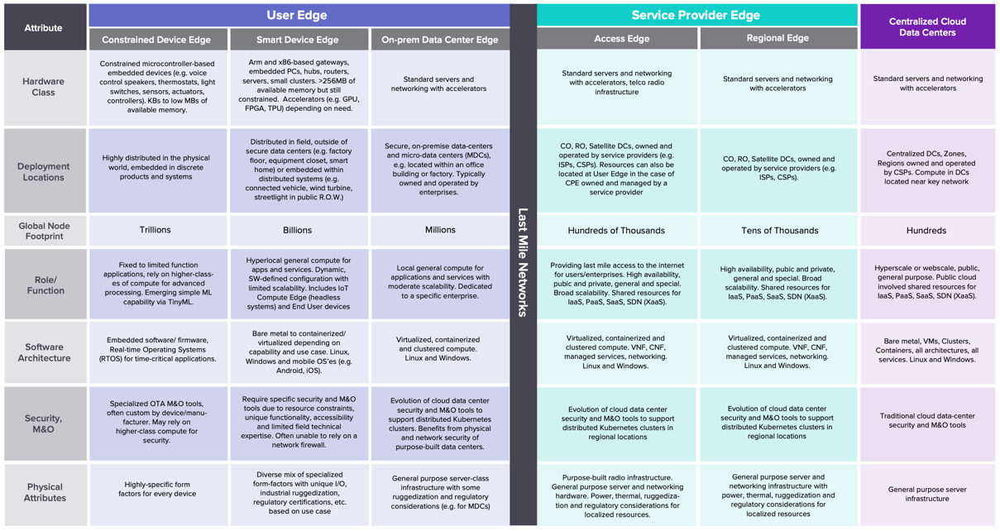 Attribute
User Edge
Constrained Device Edge
Smart Device Edge
On-prem Data Center Edge
Last Mile Networks
Service Provider Edge
Access Edge
Regional Edge
Centralized Cloud
Data Centers
Hardware
Class
Constrained microcontroller-based
embedded devices (e.g. voice
control speakers, thermostats, light
switches, sensors, actuators,
controllers). KBs to low MBs of
available memory.
Arm and x86-based gateways,
embedded PCs, hubs, routers,
servers, small clusters. >256MB of
available memory but still
constrained. Accelerators (e.g. GPU,
FPGA, TPU) depending on need.
Standard servers and
networking with accelerators
Standard servers and networking
with accelerators, telco radio
infrastructure
Standard servers and networking
with accelerators
Standard servers and networking
with accelerators
Deployment
Locations
Highly distributed in the physical
world, embedded in discrete
products and systems
Distributed in field, outside of
secure data centers (e.g. factory
floor, equipment closet, smart
home) or embedded within
distributed systems (e.g.
connected vehicle, wind turbine,
streetlight in public R.O.W.)
Secure, on-premise data-centers
and micro-data centers (MDCs),
e.g. located within an office
building or factory. Typically
owned and operated by
enterprises.
CO, RO, Satellite DCs, owned and
operated by service providers (e.g.
ISPs, CSPs). Resources can also be
located at User Edge in the case of
CPE owned and managed by a
service provider
CO, RO, Satellite DCs, owned and
operated by service providers (e.g.
ISPs, CSPs).
Centralized DCs, Zones,
Regions owned and operated
by CSPs. Compute in DCs
located near key network
Global Node
Footprint
Trillions
Billions
Millions
Hundreds of Thousands
Tens of Thousands
Hundreds
Role/
Function
Fixed to limited function
applications, rely on higher-class-
es of compute for advanced
processing. Emerging simple ML
capability via TinyML.
Hyperlocal general compute for
apps and services. Dynamic,
SW-defined configuration with
limited scalability. Includes IoT
Compute Edge (headless
systems) and End User devices
Local general compute for
applications and services with
moderate scalability. Dedicated
to a specific enterprise.
Providing last mile access to the internet
for users/enterprises. High availability,
pubic and private, general and special.
Broad scalability. Shared resources for
IaaS, PaaS, SaaS, SDN (XaaS).
High availability, pubic and private,
general and special. Broad
scalability. Shared resources for
IaaS, PaaS, SaaS, SDN (XaaS).
Hyperscale or webscale, public,
general purpose. Public cloud
involved shared resources for
IaaS, PaaS, SaaS, SDN (XaaS).
Software
Architecture
Embedded software/ firmware,
Real-time Operating Systems
(RTOS) for time-critical applications.
Bare metal to containerized/
virtualized depending on
capability and use case. Linux,
Windows and mobile OS'es (e.g.
Android, iOS).
Virtualized, containerized
and clustered compute.
Linux and Windows.
Virtualized, containerized and
clustered compute. VNF, CNF,
managed services, networking.
Linux and Windows.
Virtualized, containerized and
clustered compute. VNF, CNF,
managed services, networking.
Linux and Windows.
Bare metal, VMs, Clusters,
Containers, all architectures, all
services. Linux and Windows.
Security,
M&O
Specialized OTA M&O tools,
often custom by device/manu-
facturer. May rely on
higher-class compute for
security.
Require specific security and M&O
tools due to resource constraints,
unique functionality, accessibility
and limited field technical
expertise. Often unable to rely on a
network firewall.
Evolution of cloud data center
security and M&O tools to
support distributed Kubernetes
clusters. Benefits from physical
and network security of
purpose-built data centers.
Evolution of cloud data center
security and M&O tools to support
distributed Kubernetes clusters in
regional locations
Evolution of cloud data center
security and M&O tools to support
distributed Kubernetes clusters in
regional locations
Traditional cloud data-center
security and M&O tools
Physical
Attributes
Highly-specific form
factors for every device
Diverse mix of specialized
form-factors with unique I/O,
industrial ruggedization,
regulatory certifications, etc.
based on use case
General purpose server-class
infrastructure with some
ruggedization and regulatory
considerations (e.g. for MDCs)
Purpose-built radio infrastructure.
General purpose server and networking
hardware. Power, thermal, ruggediza-
tion and regulatory considerations for
localized resources.
General purpose server and
networking infrastructure with
power, thermal, ruggedization and
regulatory considerations for
localized resources
General purpose server
infrastructure